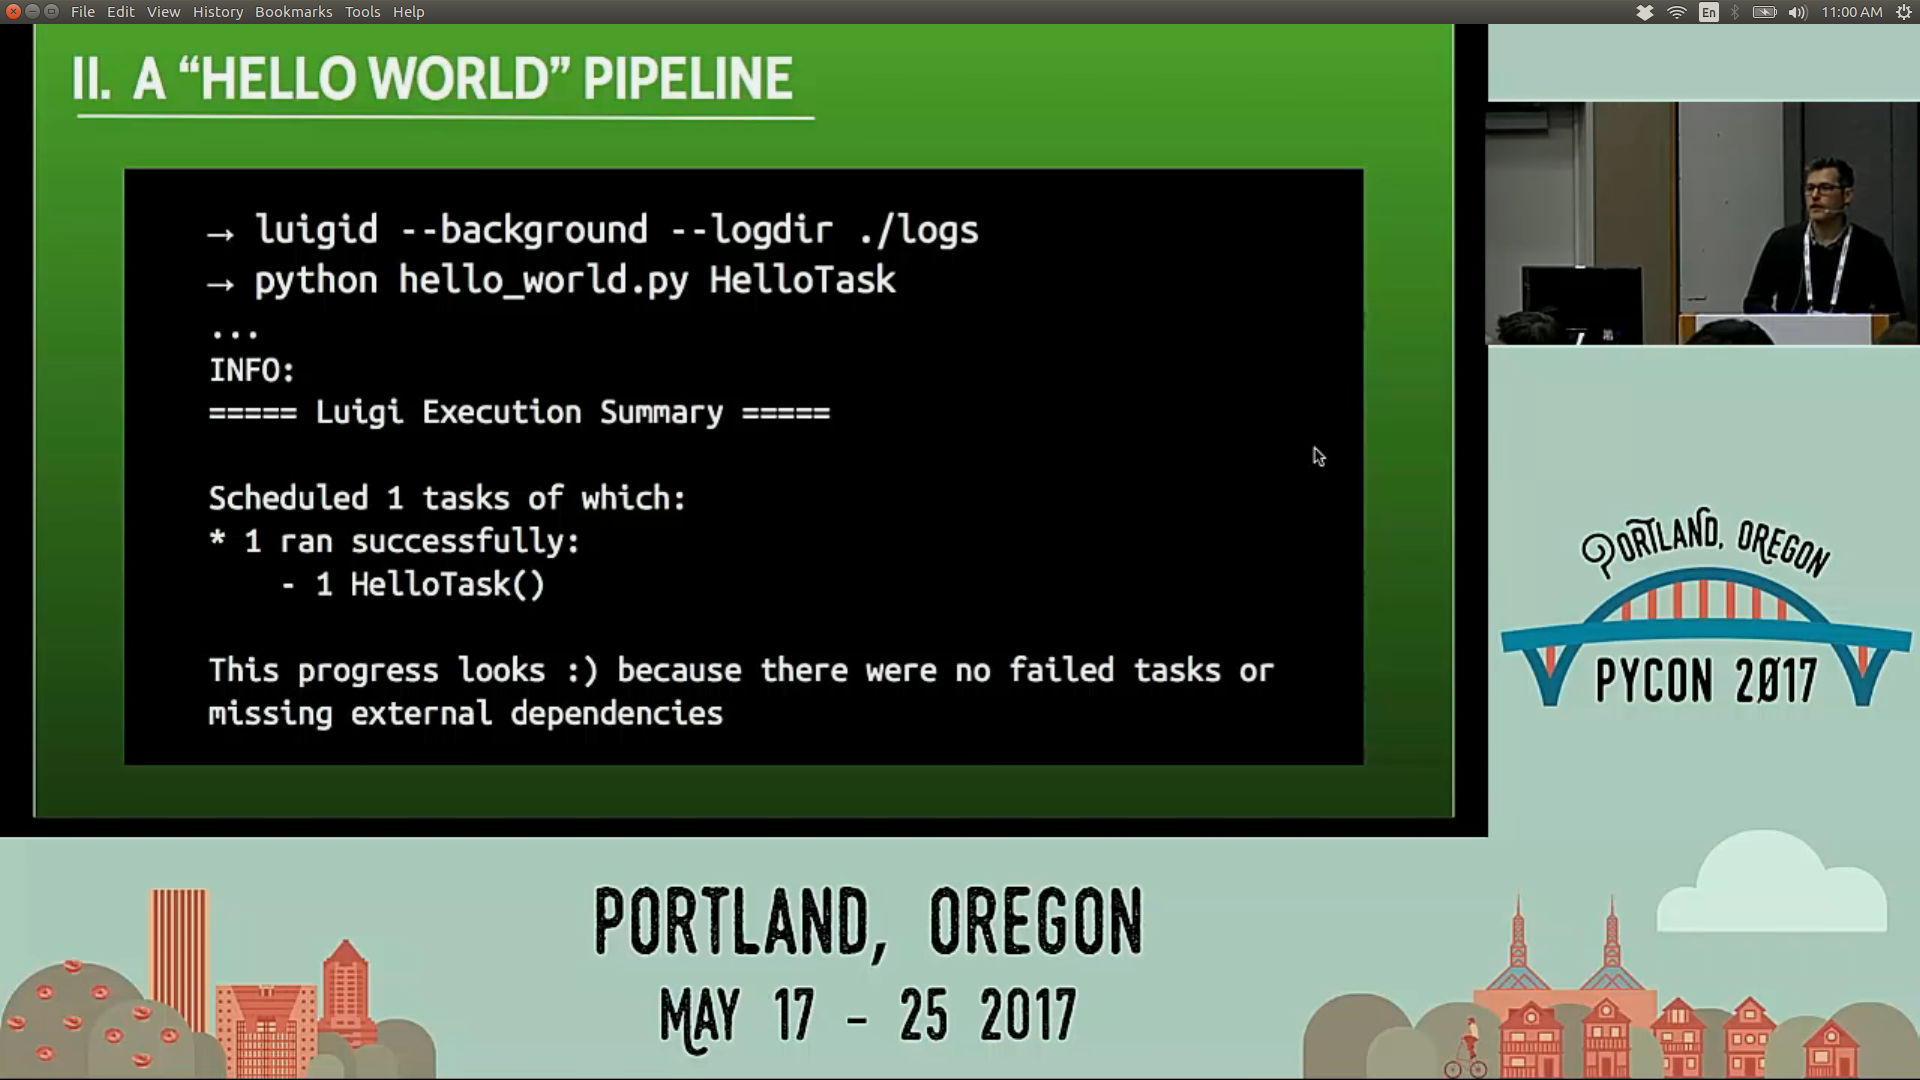 File Edit View History Bookmarks Tools Help
En
11:00 AM
II. A “HELLO WORLD” PIPELINE
→ luigid --background --logdir ./logs
→ python hello_world.py HelloTask
...
INFO:
===== Luigi Execution Summary =====
Scheduled 1 tasks of which:
* 1 ran successfully:
- 1 HelloTask()
This progress looks :) because there were no failed tasks or
missing external dependencies
PORTLAND, OREGON
PYCON 2017
PORTLAND, OREGON
MAY 17 - 25 2017